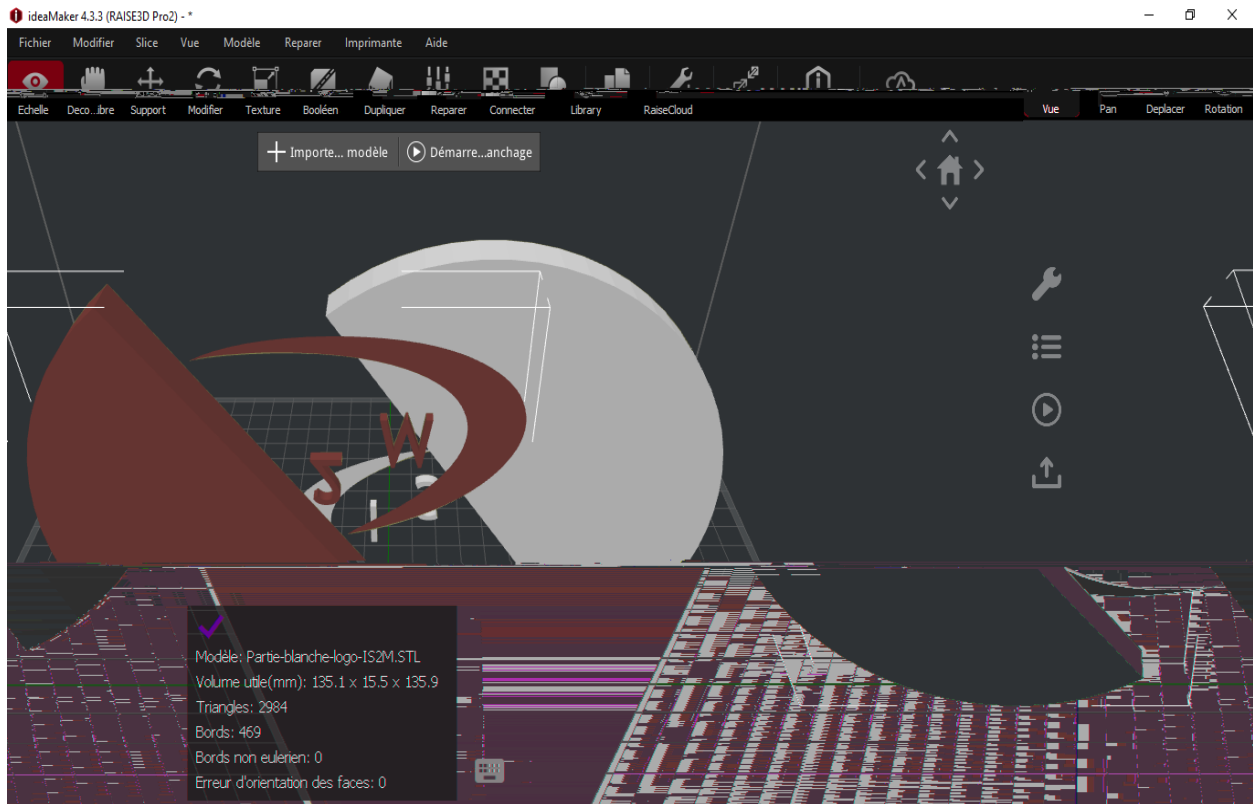 ideaMaker 4.3.3 (RAISE3D Pro2) - *
Fichier Modifier Slice Vue Modèle Reparer Imprimante Aide
Echelle Deco...ibre Support Modifier Texture Booléen Dupliquer Reparer Connecter Library RaiseCloud Vue Pan Deplacer Rotation
Importe... modèle Démarre...anchage
W
S
I
Modèle: Partie-blanche-logo-IS2M.STL
Volume utile(mm): 135.1 x 15.5 x 135.9
Triangles: 2984
Bords: 469
Bords non eulerien: 0
Erreur d'orientation des faces: 0